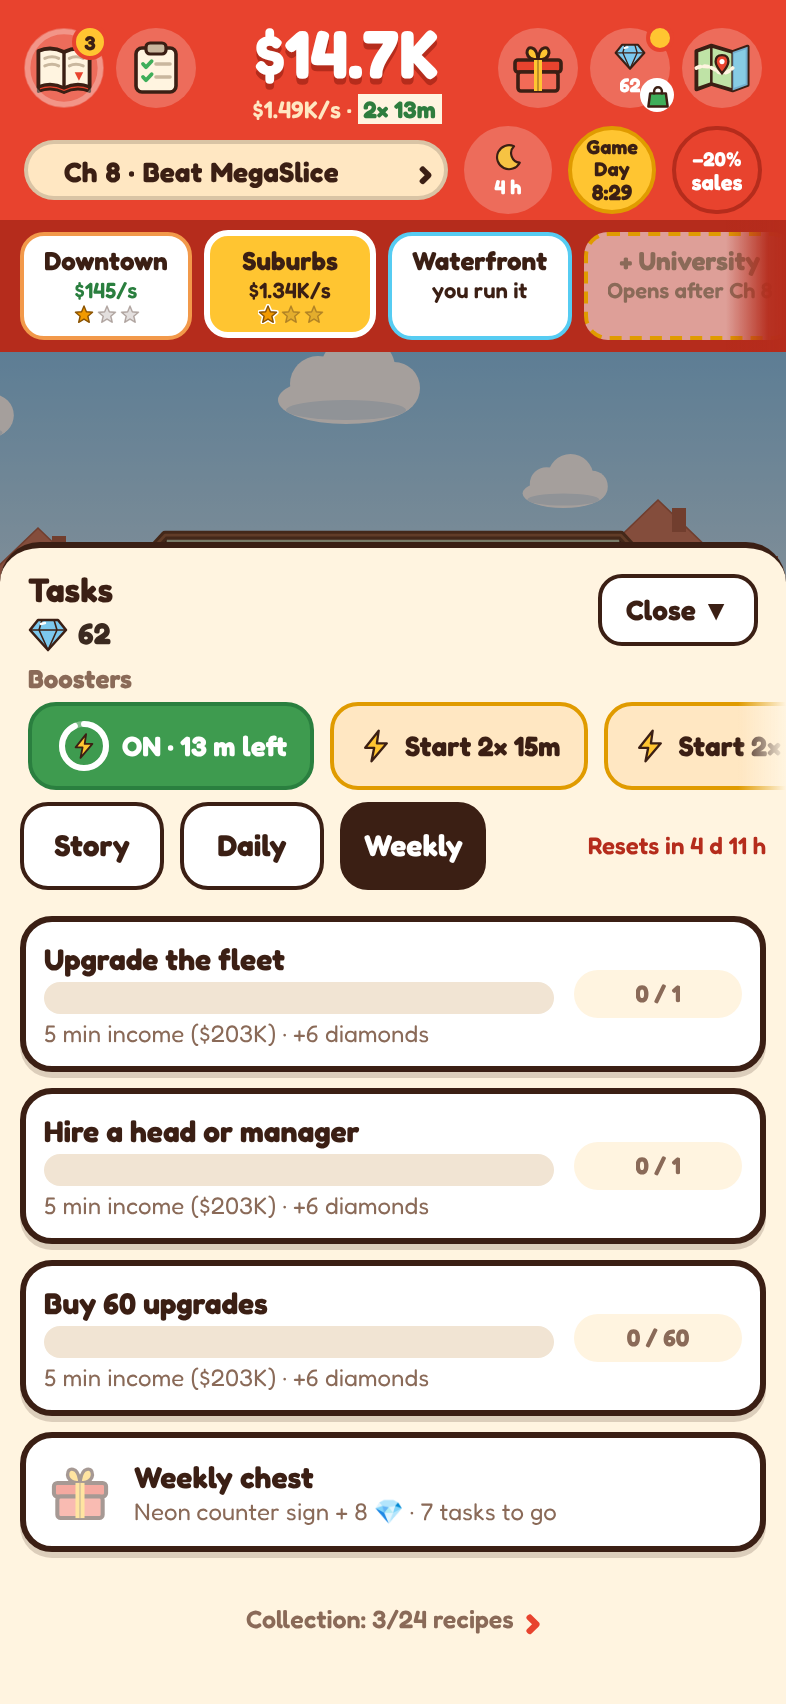 3
$14.7K
$1.49K/s · 2x 13m
62
Ch 8 · Beat MegaSlice
4 h
Game
Day
8:29
−20%
sales
Downtown
$145/s
Suburbs
$1.34K/s
Waterfront
you run it
+ University
Opens after Ch 8
Tasks
62
Close ▼
Boosters
ON · 13 m left
Start 2x 15m
Start 2x
Story
Daily
Weekly
Resets in 4 d 11 h
Upgrade the fleet
0 / 1
5 min income ($203K) · +6 diamonds
Hire a head or manager
0 / 1
5 min income ($203K) · +6 diamonds
Buy 60 upgrades
0 / 60
5 min income ($203K) · +6 diamonds
Weekly chest
Neon counter sign + 8 💎 · 7 tasks to go
Collection: 3/24 recipes